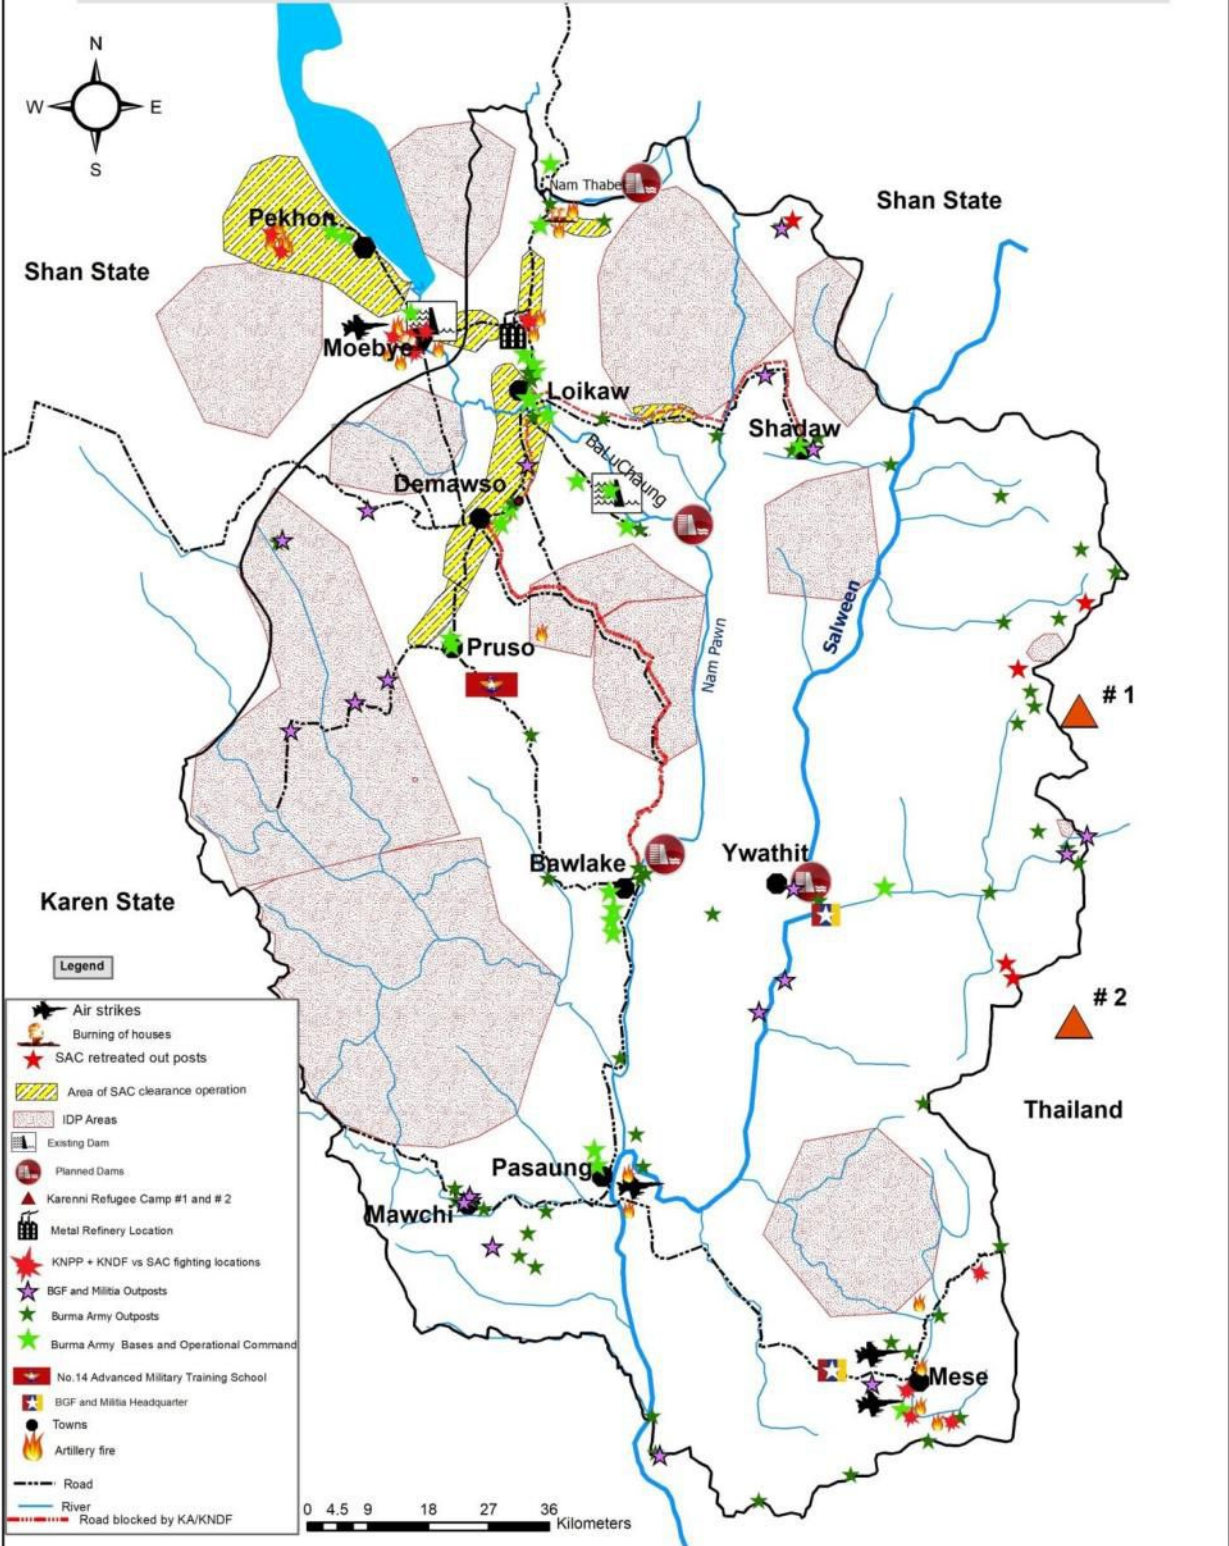 N
W
E
S
Nam Thabet
Shan State
Pekhon
Shan State
Moebye
Loikaw
Shadaw
BaLuChaung
Demawso
Salween
Pruso
Nam Pawn
# 1
Bawlake
Ywathit
Karen State
Legend
# 2
Air strikes
Burning of houses
SAC retreated out posts
Area of SAC clearance operation
IDP Areas
Existing Dam
Planned Dams
Karenni Refugee Camp #1 and # 2
Metal Refinery Location
KNPP + KNDF vs SAC fighting locations
BGF and Militia Outposts
Burma Army Outposts
Burma Army Bases and Operational Command
No.14 Advanced Military Training School
BGF and Militia Headquarter
Towns
Artillery fire
Road
River
Road blocked by KA/KNDF
Thailand
Pasaung
Mawchi
Mese
0 4.5 9 18 27 36
Kilometers